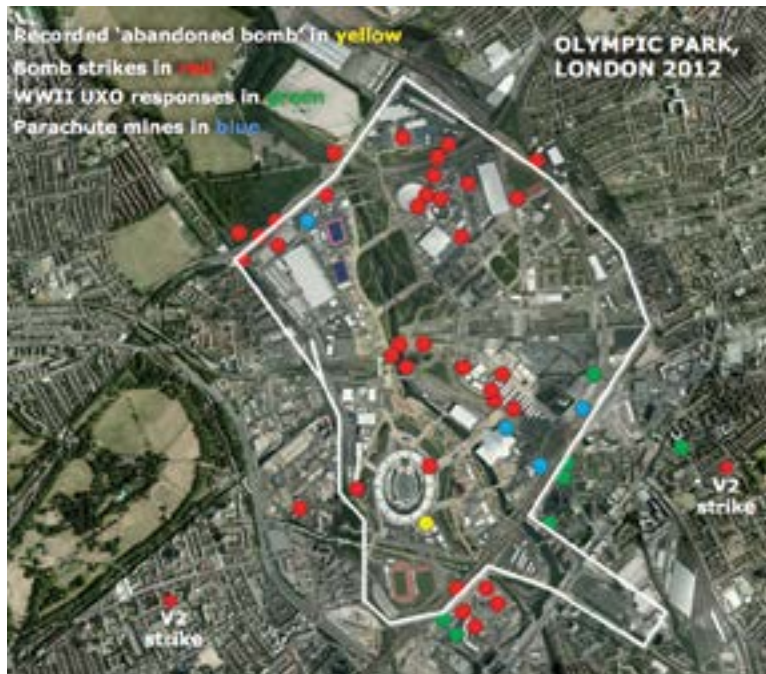 Recorded 'abandoned bomb' in yellow
Bomb strikes in red
WWII UXO responses in green
Parachute mines in blue
OLYMPIC PARK,
LONDON 2012
V2
strike
V2
strike